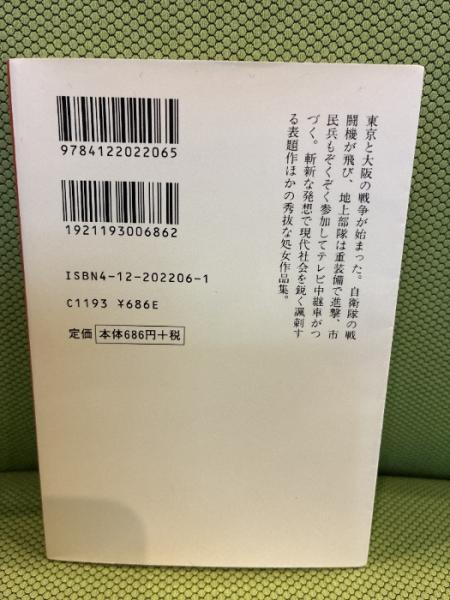 東京と大阪の戦争が始まった。自衛隊の戦
闘機が飛び、地上部隊は重装備で進撃、市
民兵もぞくぞく参加してテレビ中継車がつ
づく。斬新な発想で現代社会を鋭く諷刺す
る表題作ほかの秀抜な処女作品集。
9784122022065
1921193006862
ISBN4-12-202206-1
C1193 ¥686E
定価 本体686円+税